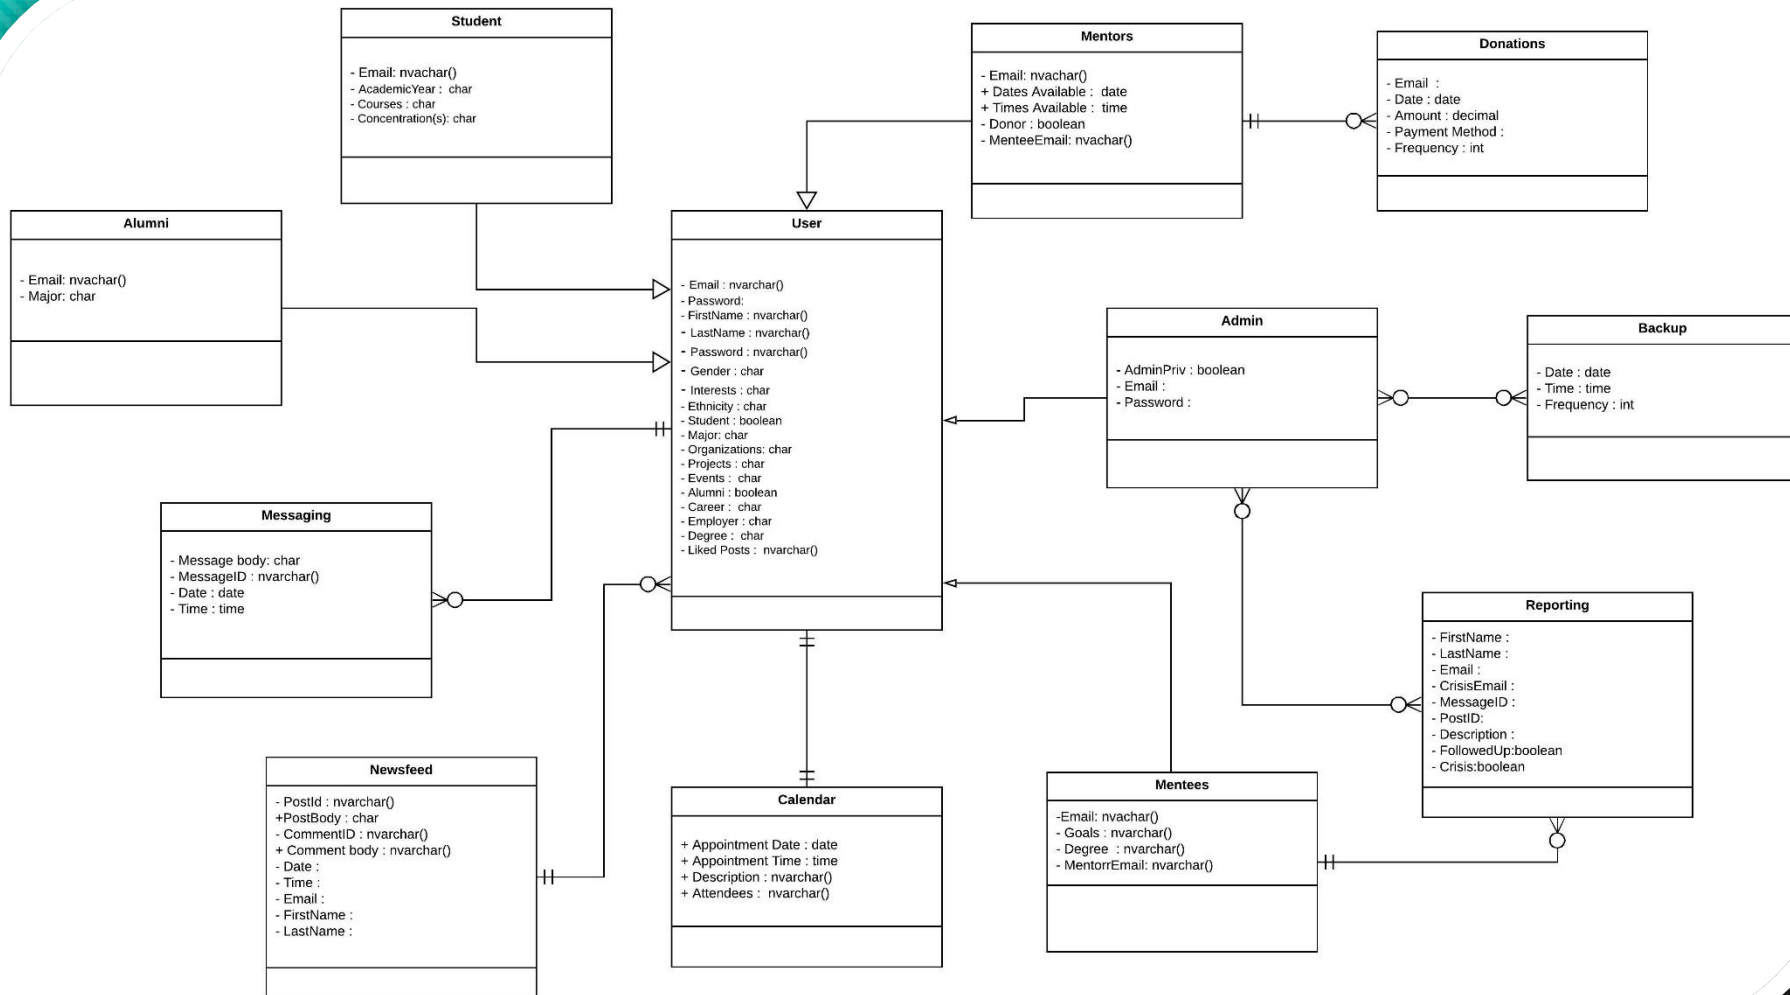 Student
- Email: nvachar()
- AcademicYear : char
- Courses : char
- Concentration(s): char
Mentors
- Email: nvachar()
+ Dates Available : date
+ Times Available : time
- Donor : boolean
- MenteeEmail: nvachar()
Donations
- Email :
- Date : date
- Amount : decimal
- Payment Method :
- Frequency : int
Alumni
- Email: nvachar()
- Major: char
User
- Email : nvarchar()
- Password:
- FirstName : nvarchar()
- LastName : nvarchar()
- Password : nvarchar()
- Gender : char
- Interests : char
- Ethnicity : char
- Student : boolean
- Major: char
- Organizations: char
- Projects : char
- Events : char
- Alumni : boolean
- Career : char
- Employer : char
- Degree : char
- Liked Posts : nvarchar()
Admin
- AdminPriv : boolean
- Email :
- Password :
Backup
- Date : date
- Time : time
- Frequency : int
Messaging
- Message body: char
- MessageID : nvarchar()
- Date : date
- Time : time
Reporting
- FirstName :
- LastName :
- Email :
- CrisisEmail :
- MessageID :
- PostID:
- Description :
- FollowedUp:boolean
- Crisis:boolean
Newsfeed
- PostId : nvarchar()
+PostBody : char
- CommentID : nvarchar()
+ Comment body : nvarchar()
- Date :
- Time :
- Email :
- FirstName :
- LastName :
Calendar
+ Appointment Date : date
+ Appointment Time : time
+ Description : nvarchar()
+ Attendees : nvarchar()
Mentees
-Email: nvachar()
- Goals : nvarchar()
- Degree : nvarchar()
- MentorrEmail: nvarchar()